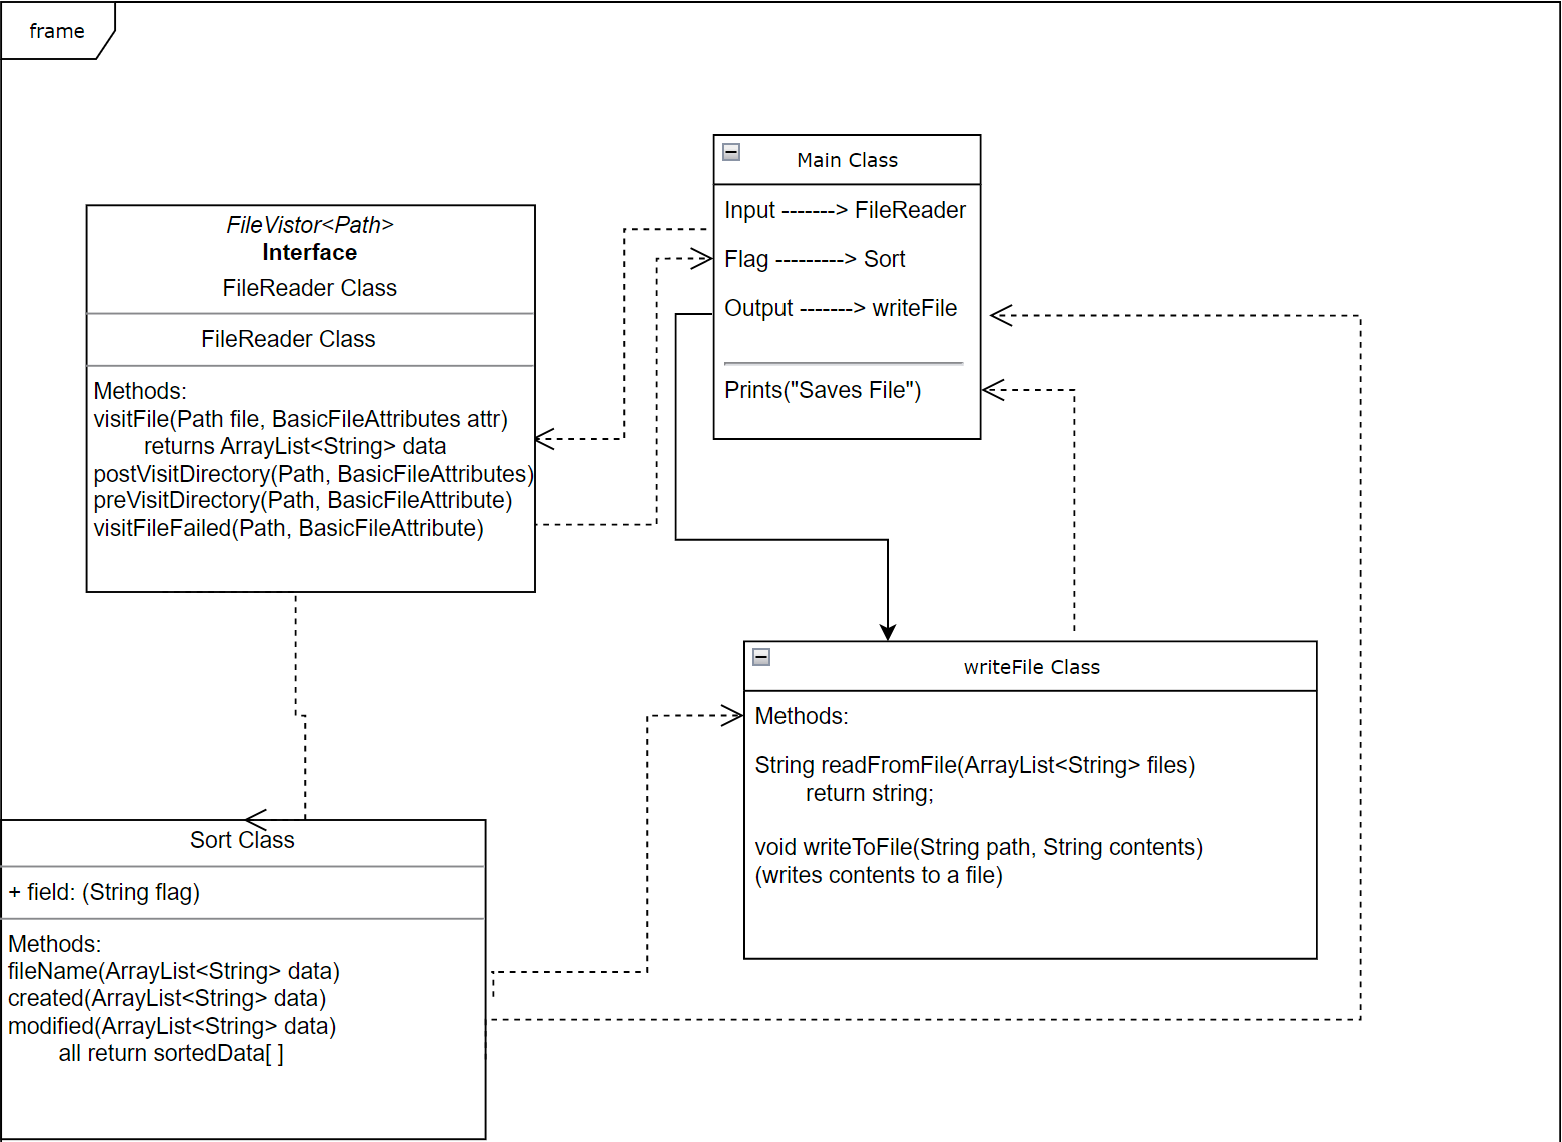 frame
Main Class
Input -------> FileReader
Flag ---------> Sort
Output -------> writeFile
Prints("Saves File")
FileVistor<Path>
Interface
FileReader Class
FileReader Class
Methods:
visitFile(Path file, BasicFileAttributes attr)
returns ArrayList<String> data
postVisitDirectory(Path, BasicFileAttributes)
preVisitDirectory(Path, BasicFileAttribute)
visitFileFailed(Path, BasicFileAttribute)
writeFile Class
Methods:
String readFromFile(ArrayList<String> files)
return string;
void writeToFile(String path, String contents)
(writes contents to a file)
Sort Class
+ field: (String flag)
Methods:
fileName(ArrayList<String> data)
created(ArrayList<String> data)
modified(ArrayList<String> data)
all return sortedData[ ]